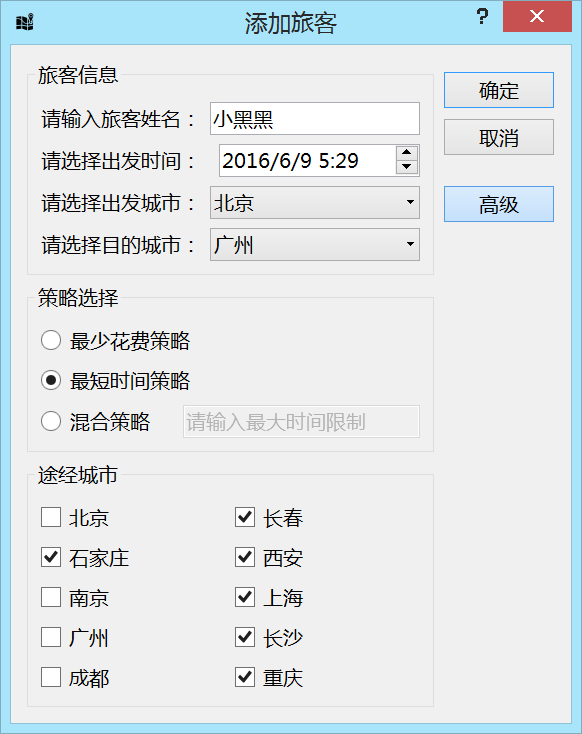 添加旅客
?
旅客信息
请输入旅客姓名：
小黑黑
请选择出发时间：
2016/6/9 5:29
请选择出发城市：
北京
请选择目的城市：
广州
确定
取消
高级
策略选择
最少花费策略
最短时间策略
混合策略
请输入最大时间限制
途经城市
北京
长春
石家庄
西安
南京
上海
广州
长沙
成都
重庆